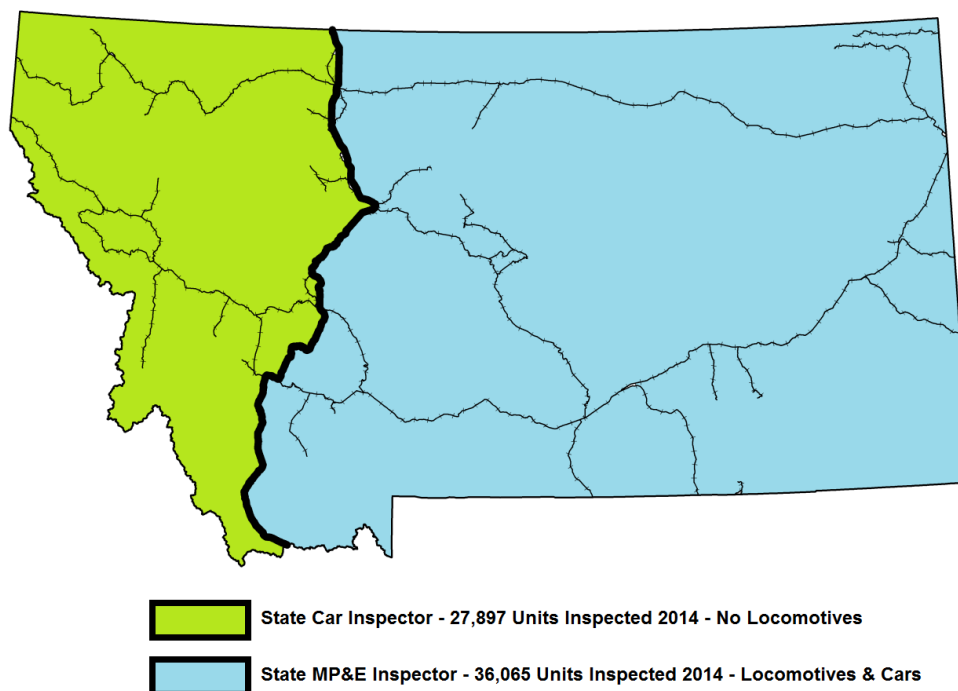 State Car Inspector - 27,897 Units Inspected 2014 - No Locomotives
State MP&E Inspector - 36,065 Units Inspected 2014 - Locomotives & Cars